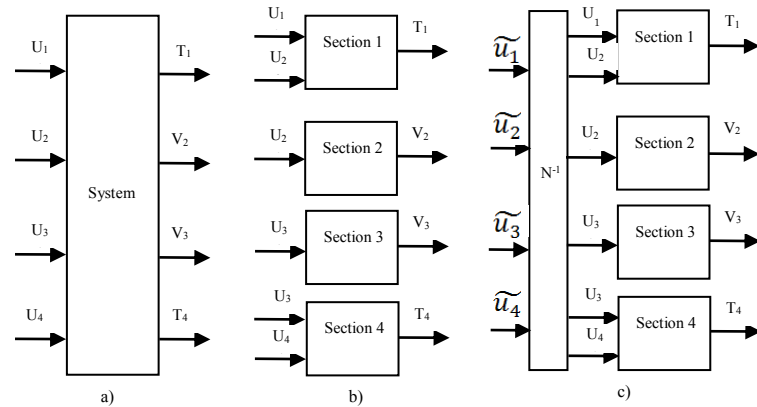 U₁
U₂
U₃
U₄
System
T₁
V₂
V₃
T₄
a)
U₁
U₂
Section 1
T₁
U₂
Section 2
V₂
U₃
Section 3
V₃
U₃
U₄
Section 4
T₄
b)
ũ₁
ũ₂
ũ₃
ũ₄
N⁻¹
U₁
U₂
Section 1
T₁
U₂
Section 2
V₂
U₃
Section 3
V₃
U₃
U₄
Section 4
T₄
c)